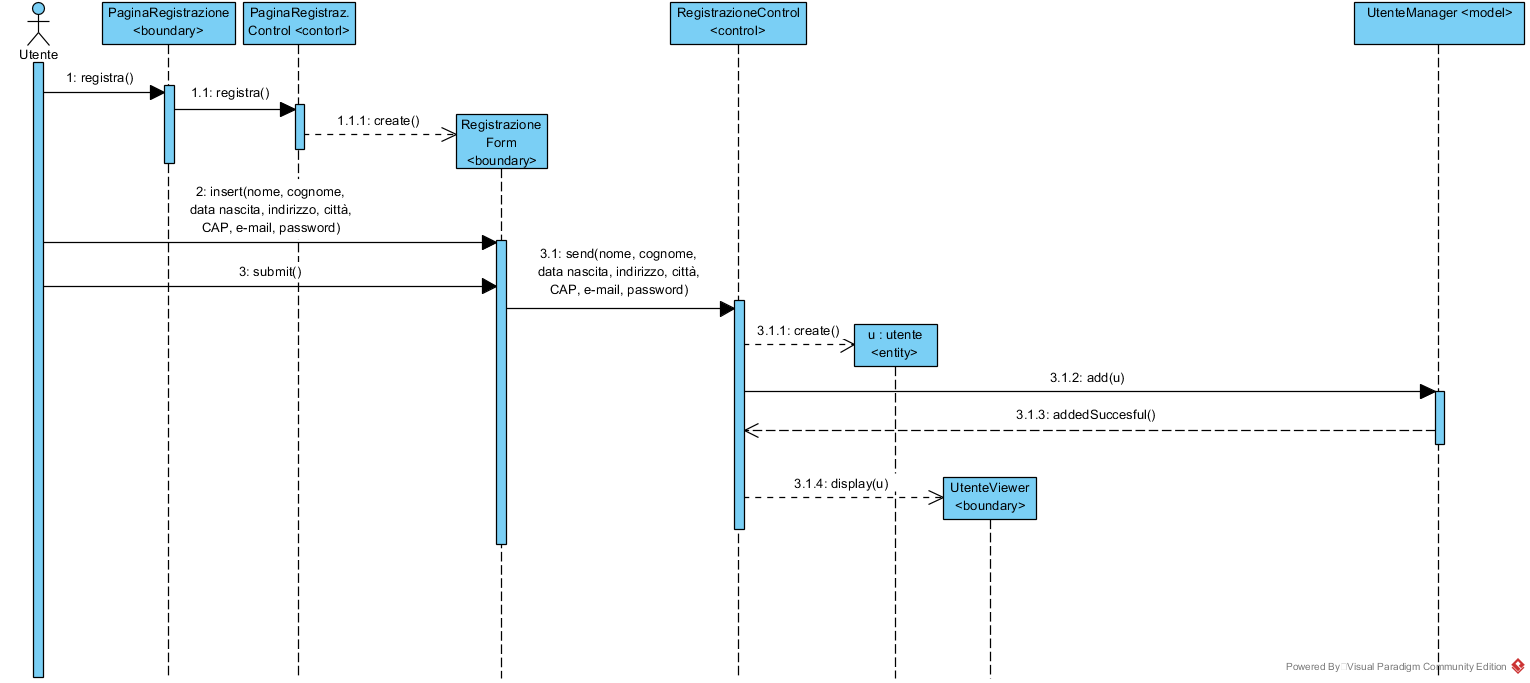 PaginaRegistrazione
<boundary>
PaginaRegistraz.
Control <contorl>
RegistrazioneControl
<control>
UtenteManager <model>
Utente
1: registra()
1.1: registra()
1.1.1: create()
Registrazione
Form
<boundary>
2: insert(nome, cognome,
data nascita, indirizzo, città,
CAP, e-mail, password)
3: submit()
3.1: send(nome, cognome,
data nascita, indirizzo, città,
CAP, e-mail, password)
3.1.1: create()
u : utente
<entity>
3.1.2: add(u)
3.1.3: addedSuccesful()
3.1.4: display(u)
UtenteViewer
<boundary>
Powered By Visual Paradigm Community Edition